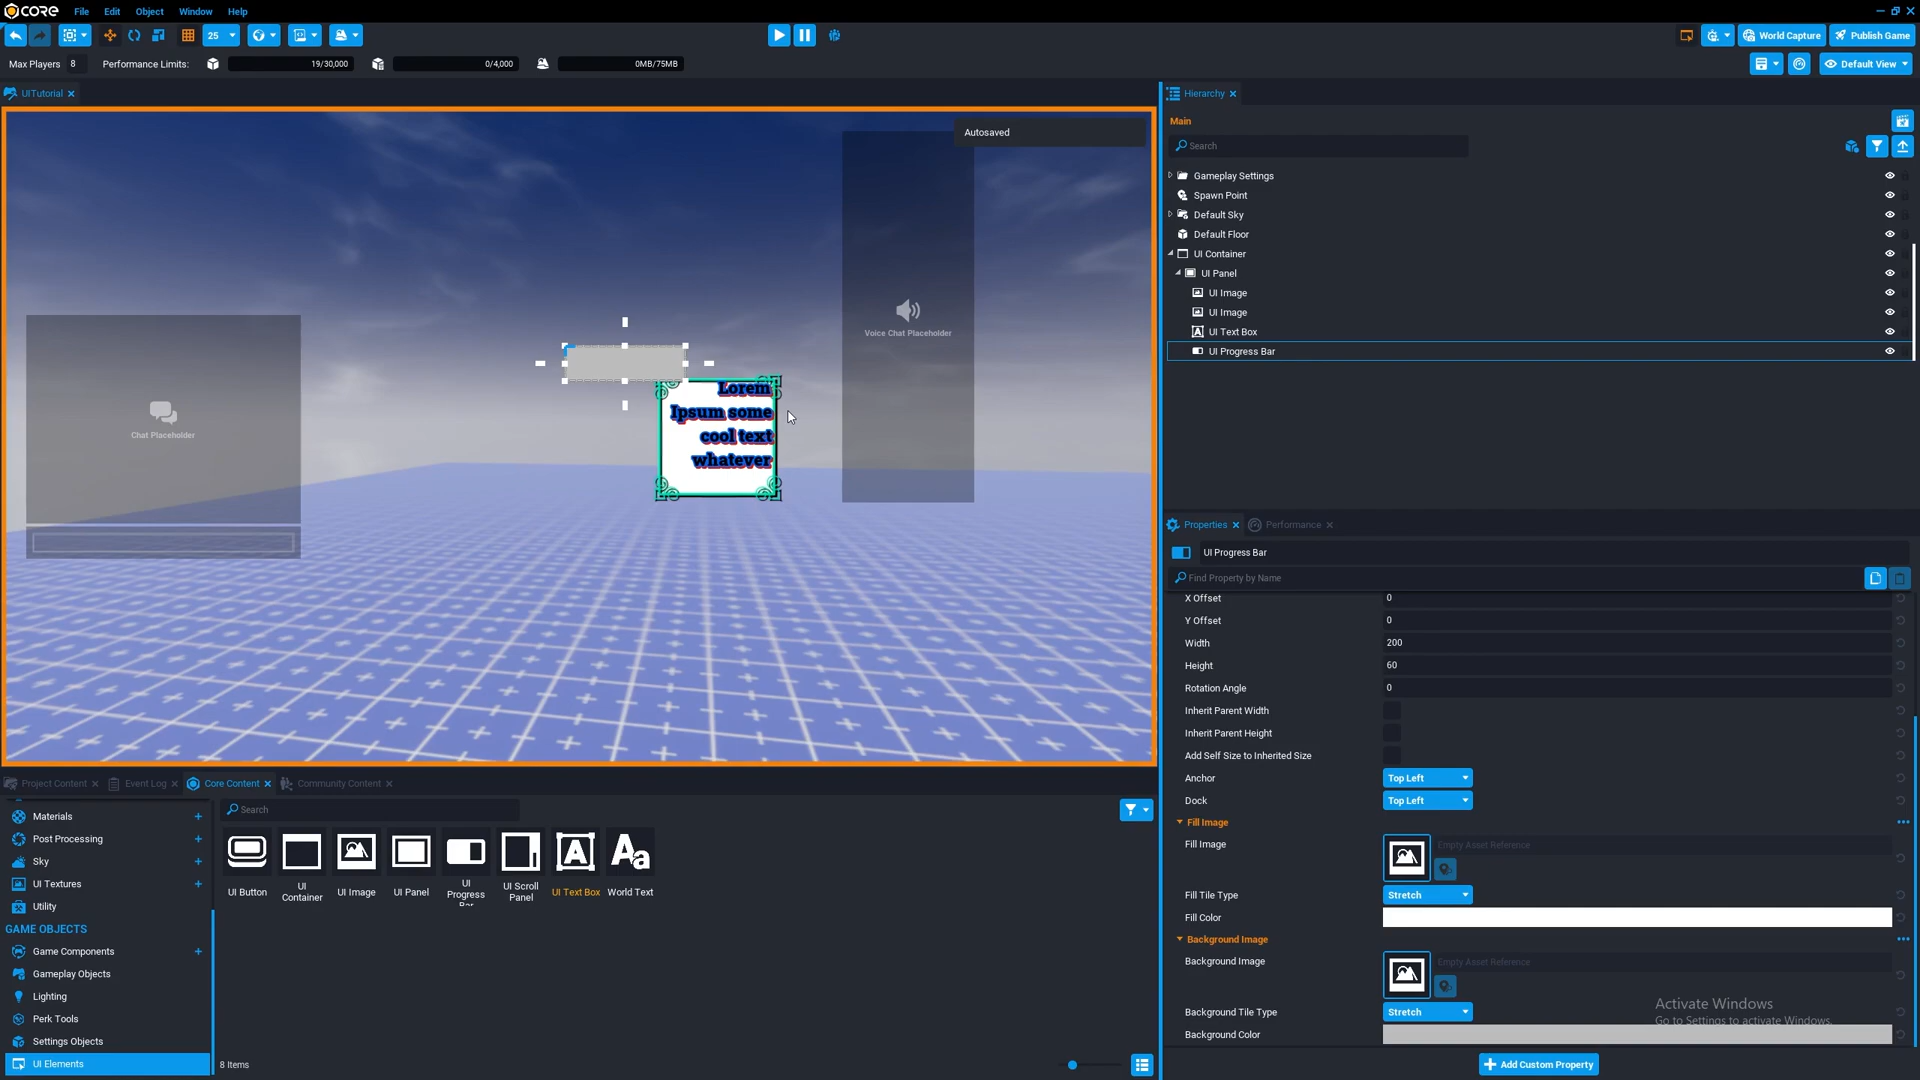 CORE File Edit Object Window Help
25
World Capture Publish Game
Max Players 8 Performance Limits: 19/30,000 0/4,000 0MB/75MB
Default View
UITutorial
Autosaved
Voice Chat Placeholder
Chat Placeholder
Lorem
Ipsum some
cool text
whatever
Hierarchy
Main
Search
Gameplay Settings
Spawn Point
Default Sky
Default Floor
UI Container
UI Panel
UI Image
UI Image
UI Text Box
UI Progress Bar
Properties Performance
UI Progress Bar
Find Property by Name
X Offset 0
Y Offset 0
Width 200
Height 60
Rotation Angle 0
Inherit Parent Width
Inherit Parent Height
Add Self Size to Inherited Size
Anchor Top Left
Dock Top Left
Fill Image
Fill Image Empty Asset Reference
Fill Tile Type Stretch
Fill Color
Background Image
Background Image Empty Asset Reference
Background Tile Type Stretch
Background Color
Activate Windows
Go to Settings to activate Windows.
Add Custom Property
Project Content Event Log Core Content Community Content
Search
Materials
Post Processing
Sky
UI Textures
Utility
GAME OBJECTS
Game Components
Gameplay Objects
Lighting
Perk Tools
Settings Objects
UI Elements
UI Button
UI
Container
UI Image
UI Panel
UI
Progress
Bar
UI Scroll
Panel
UI Text Box
World Text
8 Items